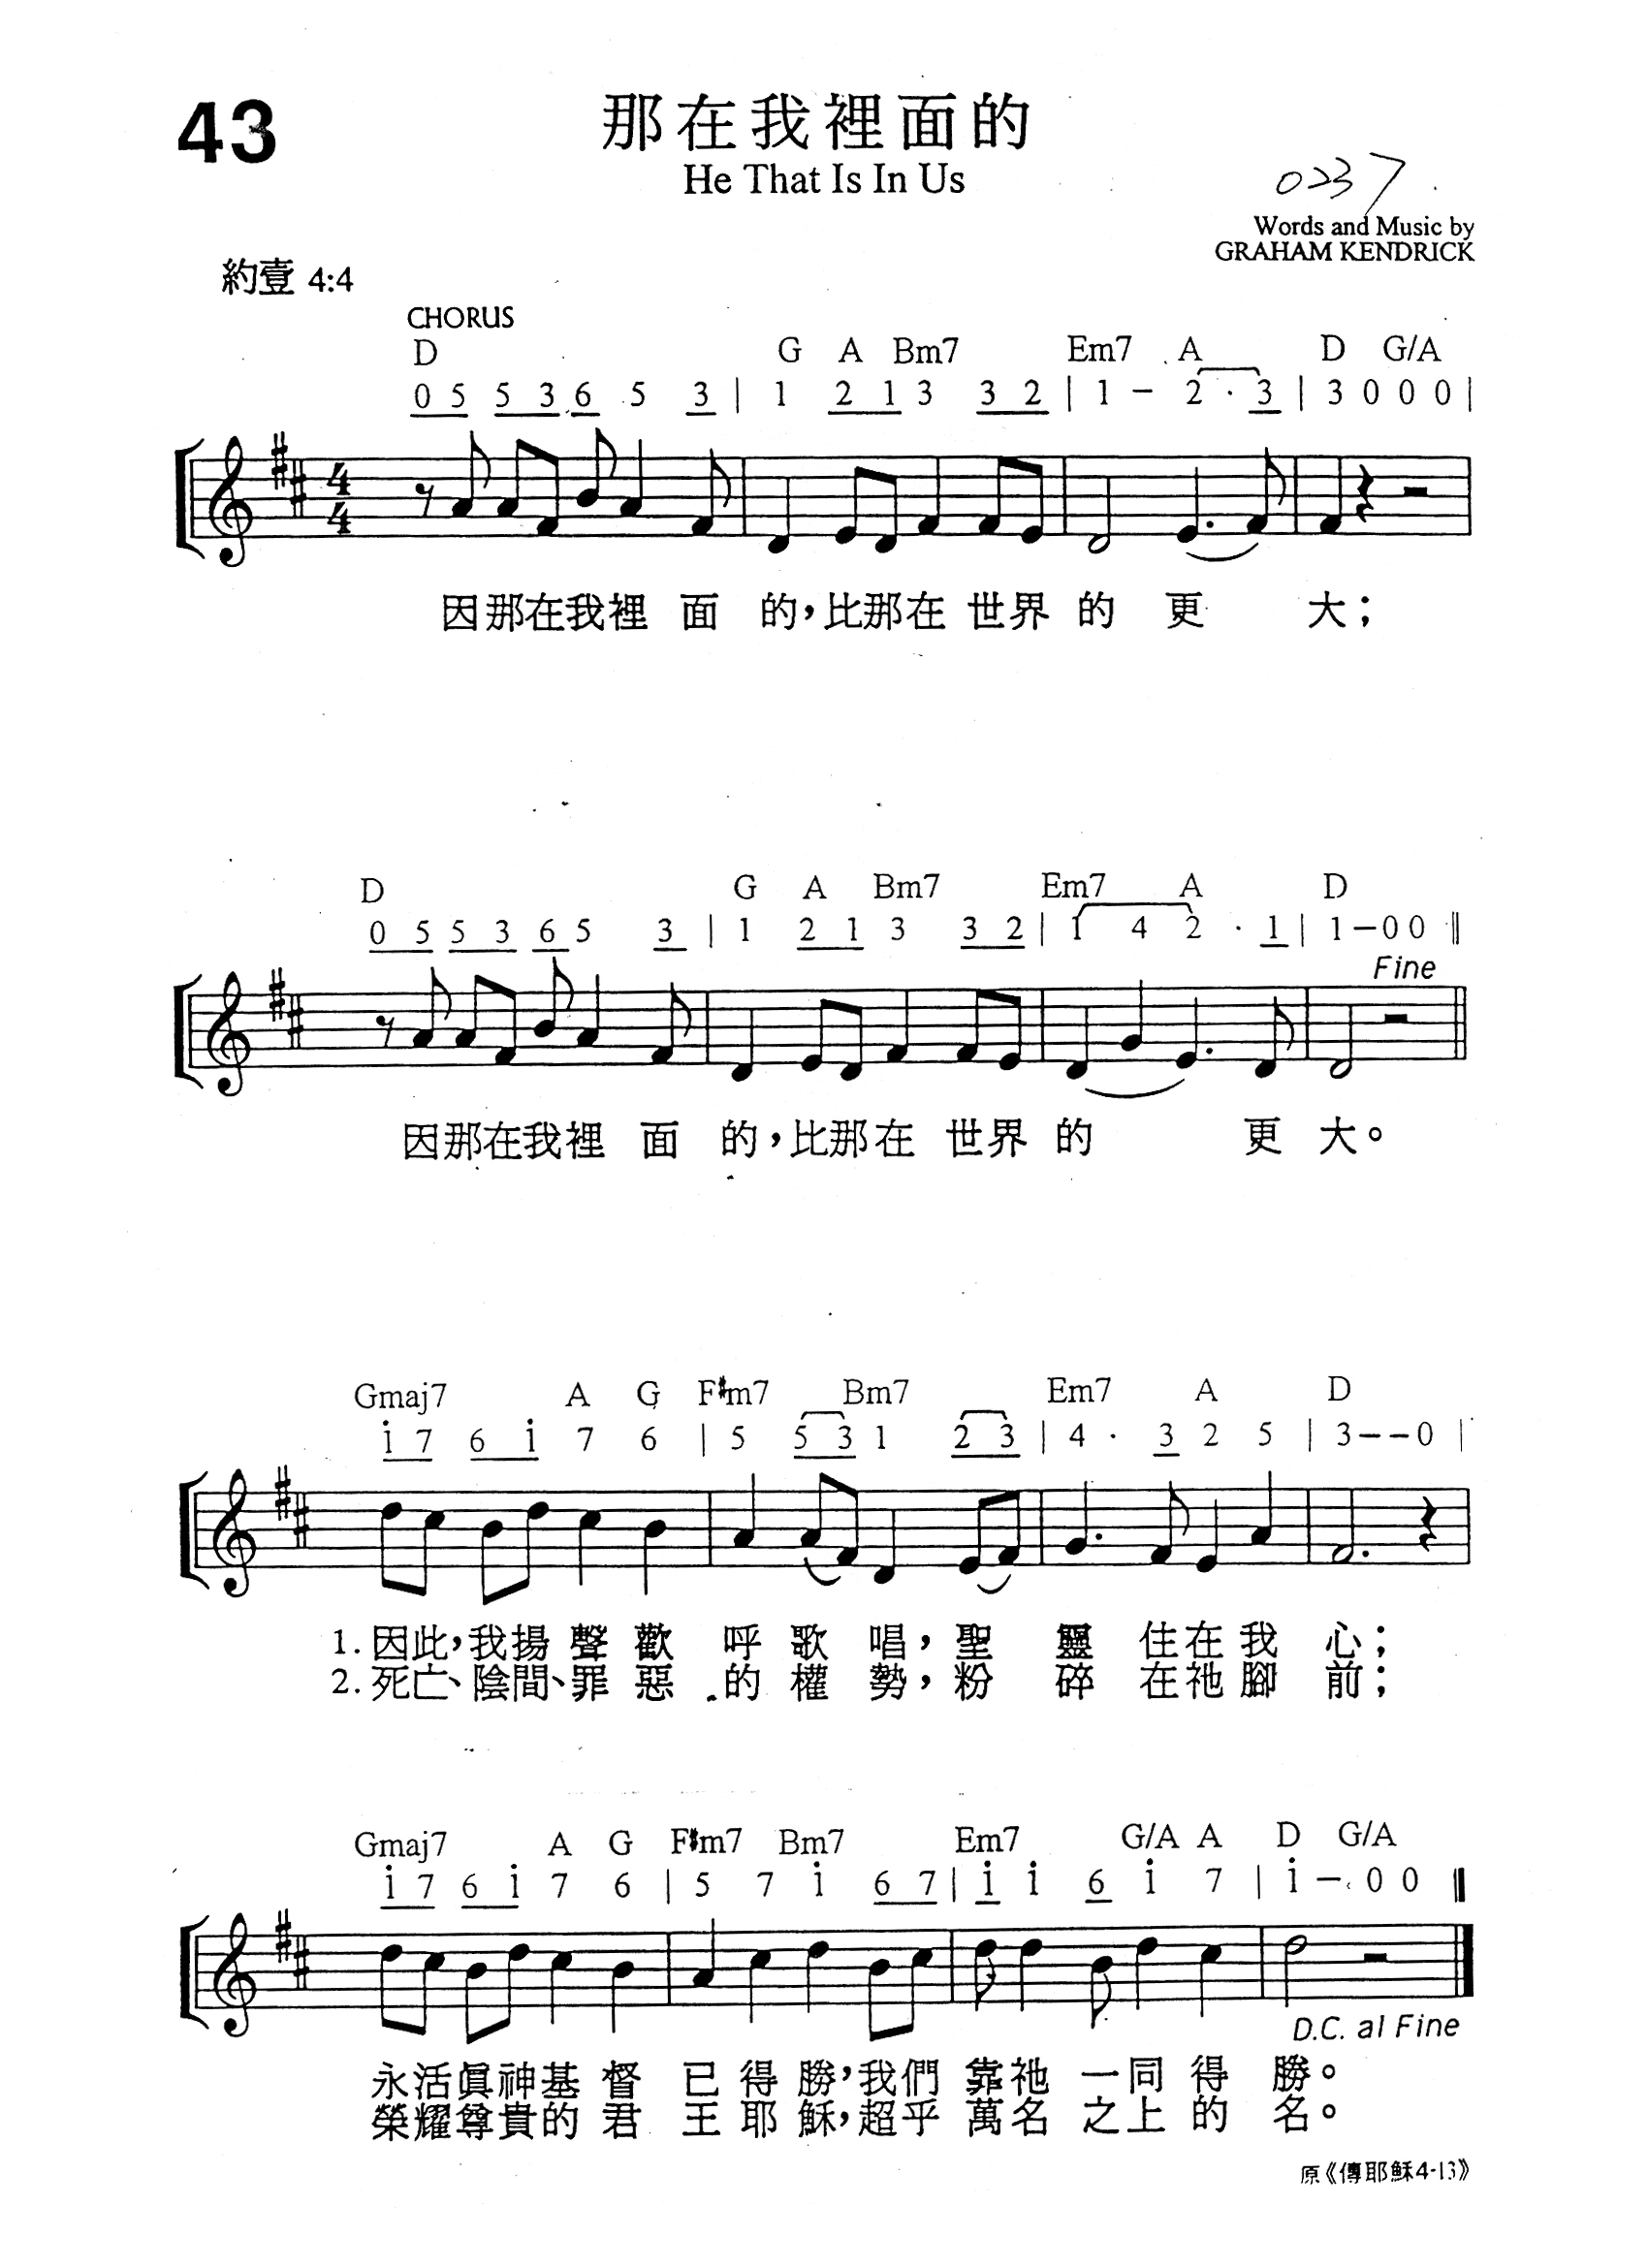 43
那在我裡面的
He That Is In Us
0237
Words and Music by
GRAHAM KENDRICK
約壹 4:4
CHORUS
D G A Bm7 Em7 A D G/A
0 5 5 3 6 5 3 | 1 2 1 3 3 2 | 1 – 2 · 3 | 3 0 0 0 |
因那在我裡面的，比那在世界的更大；
D G A Bm7 Em7 A D
0 5 5 3 6 5 3 | 1 2 1 3 3 2 | 1 4 2 · 1 | 1 – 0 0 ‖
Fine
因那在我裡面的，比那在世界的更大。
Gmaj7 A G F#m7 Bm7 Em7 A D
i 7 6 i 7 6 | 5 5 3 1 2 3 | 4 · 3 2 5 | 3 – – 0 |
1. 因此，我揚聲歡呼歌唱，聖靈住在我心；
2. 死亡、陰間、罪惡的權勢，粉碎在祂腳前；
Gmaj7 A G F#m7 Bm7 Em7 G/A A D G/A
i 7 6 i 7 6 | 5 7 i 6 7 | i i 6 i 7 | i – 0 0 ‖
D.C. al Fine
永活眞神基督已得勝，我們靠祂一同得勝。
榮耀尊貴的君王耶穌，超乎萬名之上的名。
原《傳耶穌4-13》